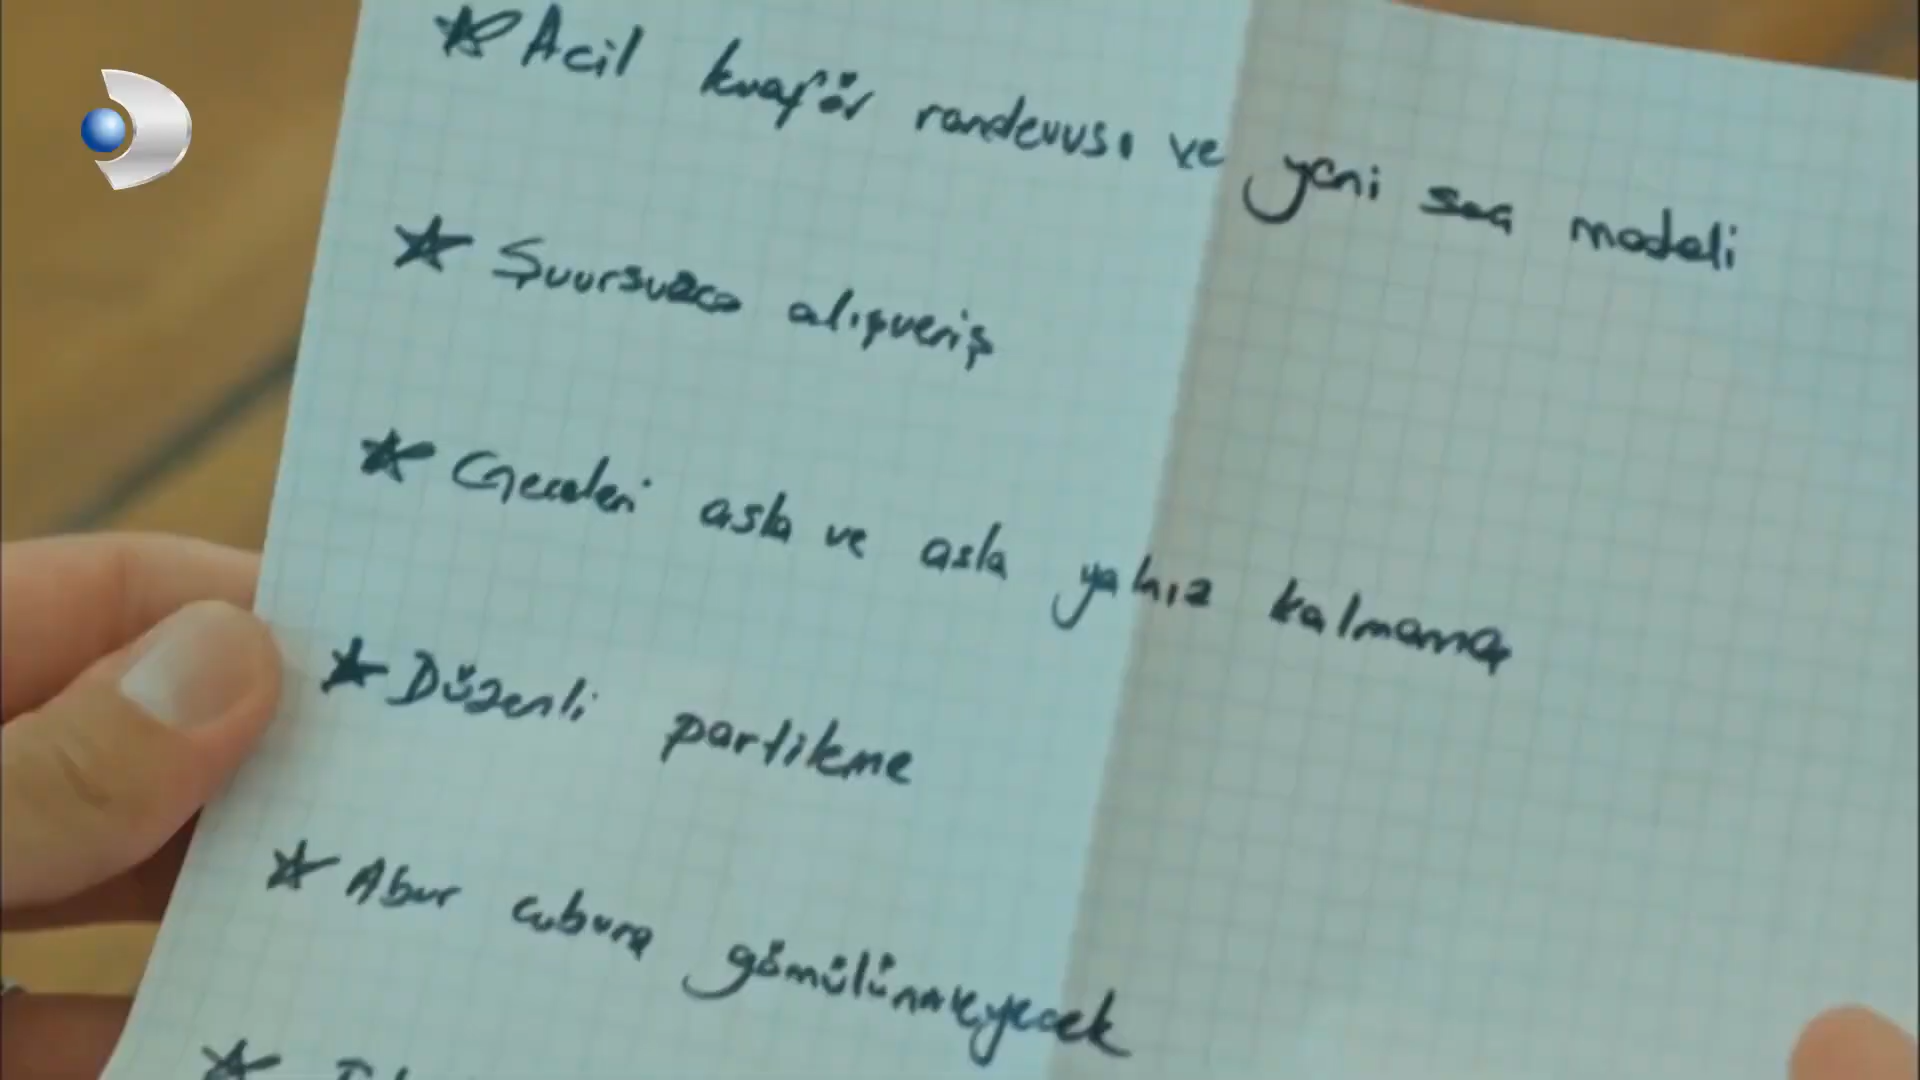 Acil kuaför randevusı ve yeni saç modeli
Şuursuzca alışveriş
Geceleri asla ve asla yalnız kalmama
Düzenli partileme
Abur cubura gömülünmeyecek